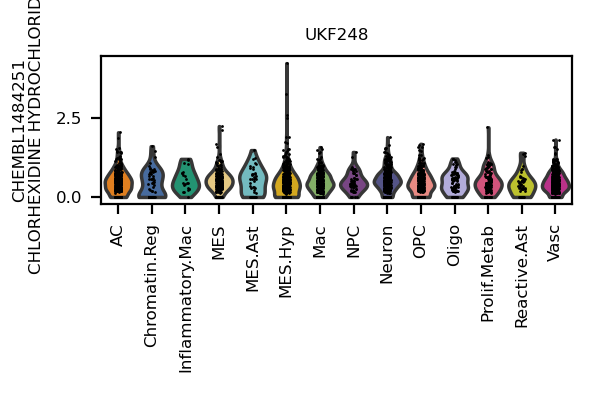 UKF248
CHEMBL1484251
CHLORHEXIDINE HYDROCHLORID
2.5
0.0
AC
Chromatin.Reg
Inflammatory.Mac
MES
MES.Ast
MES.Hyp
Mac
NPC
Neuron
OPC
Oligo
Prolif.Metab
Reactive.Ast
Vasc